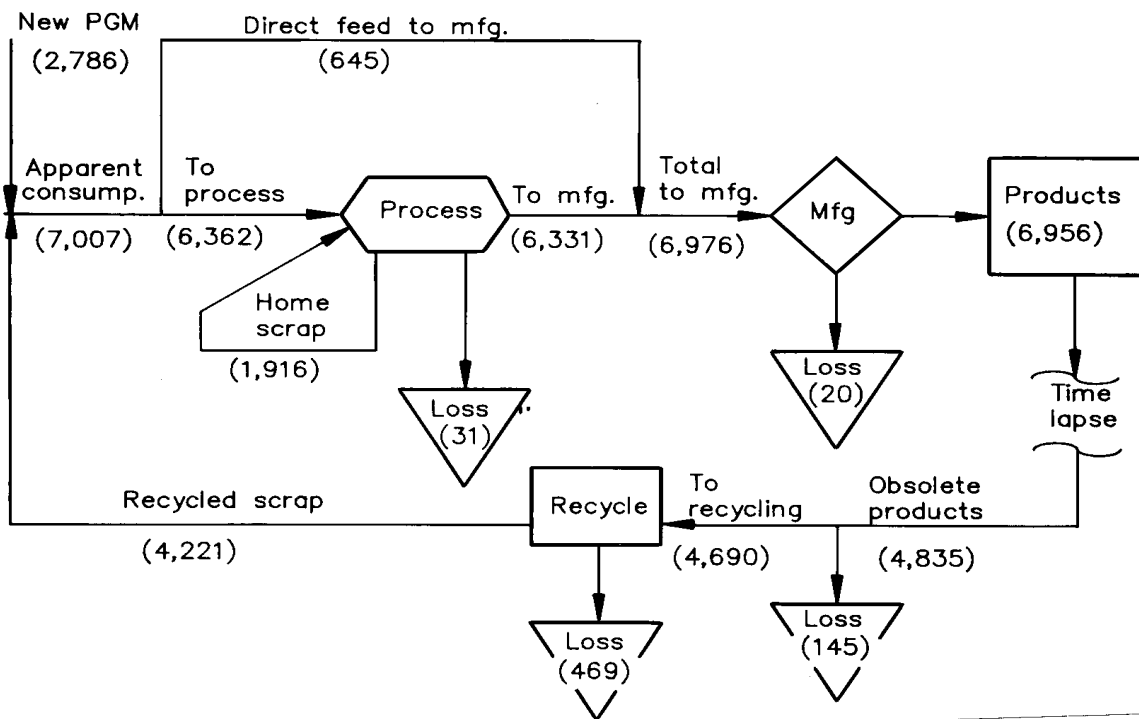 New PGM
(2,786)
Direct feed to mfg.
(645)
Apparent
consump.
(7,007)
To
process
(6,362)
Process
To mfg.
(6,331)
Total
to mfg.
(6,976)
Mfg
Products
(6,956)
Home
scrap
(1,916)
Loss
(31)
Loss
(20)
Time
lapse
Recycled scrap
(4,221)
Recycle
To
recycling
(4,690)
Obsolete
products
(4,835)
Loss
(469)
Loss
(145)